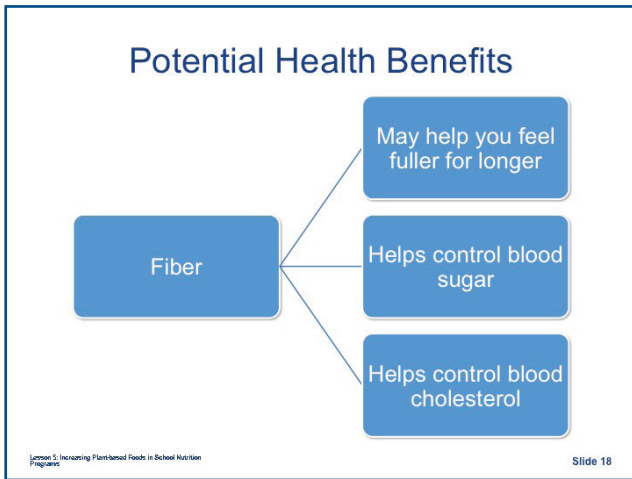 Potential Health Benefits
May help you feel
fuller for longer
Fiber
Helps control blood
sugar
Helps control blood
cholesterol
Lesson 5: Increasing Plant-based Foods in School Nutrition
Programs
Slide 18